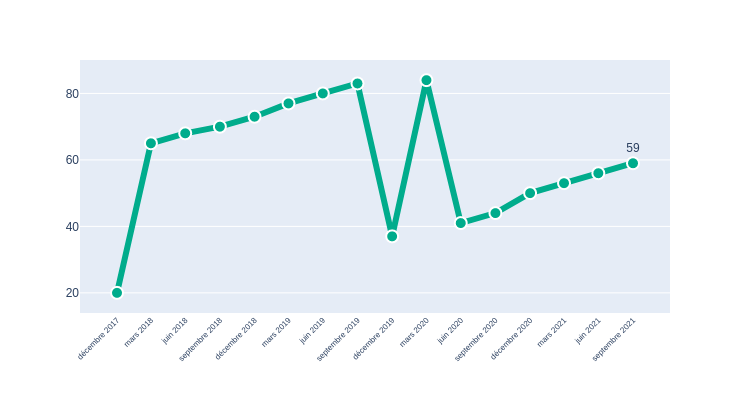 80
60
40
20
59
décembre 2017
mars 2018
juin 2018
septembre 2018
décembre 2018
mars 2019
juin 2019
septembre 2019
décembre 2019
mars 2020
juin 2020
septembre 2020
décembre 2020
mars 2021
juin 2021
septembre 2021